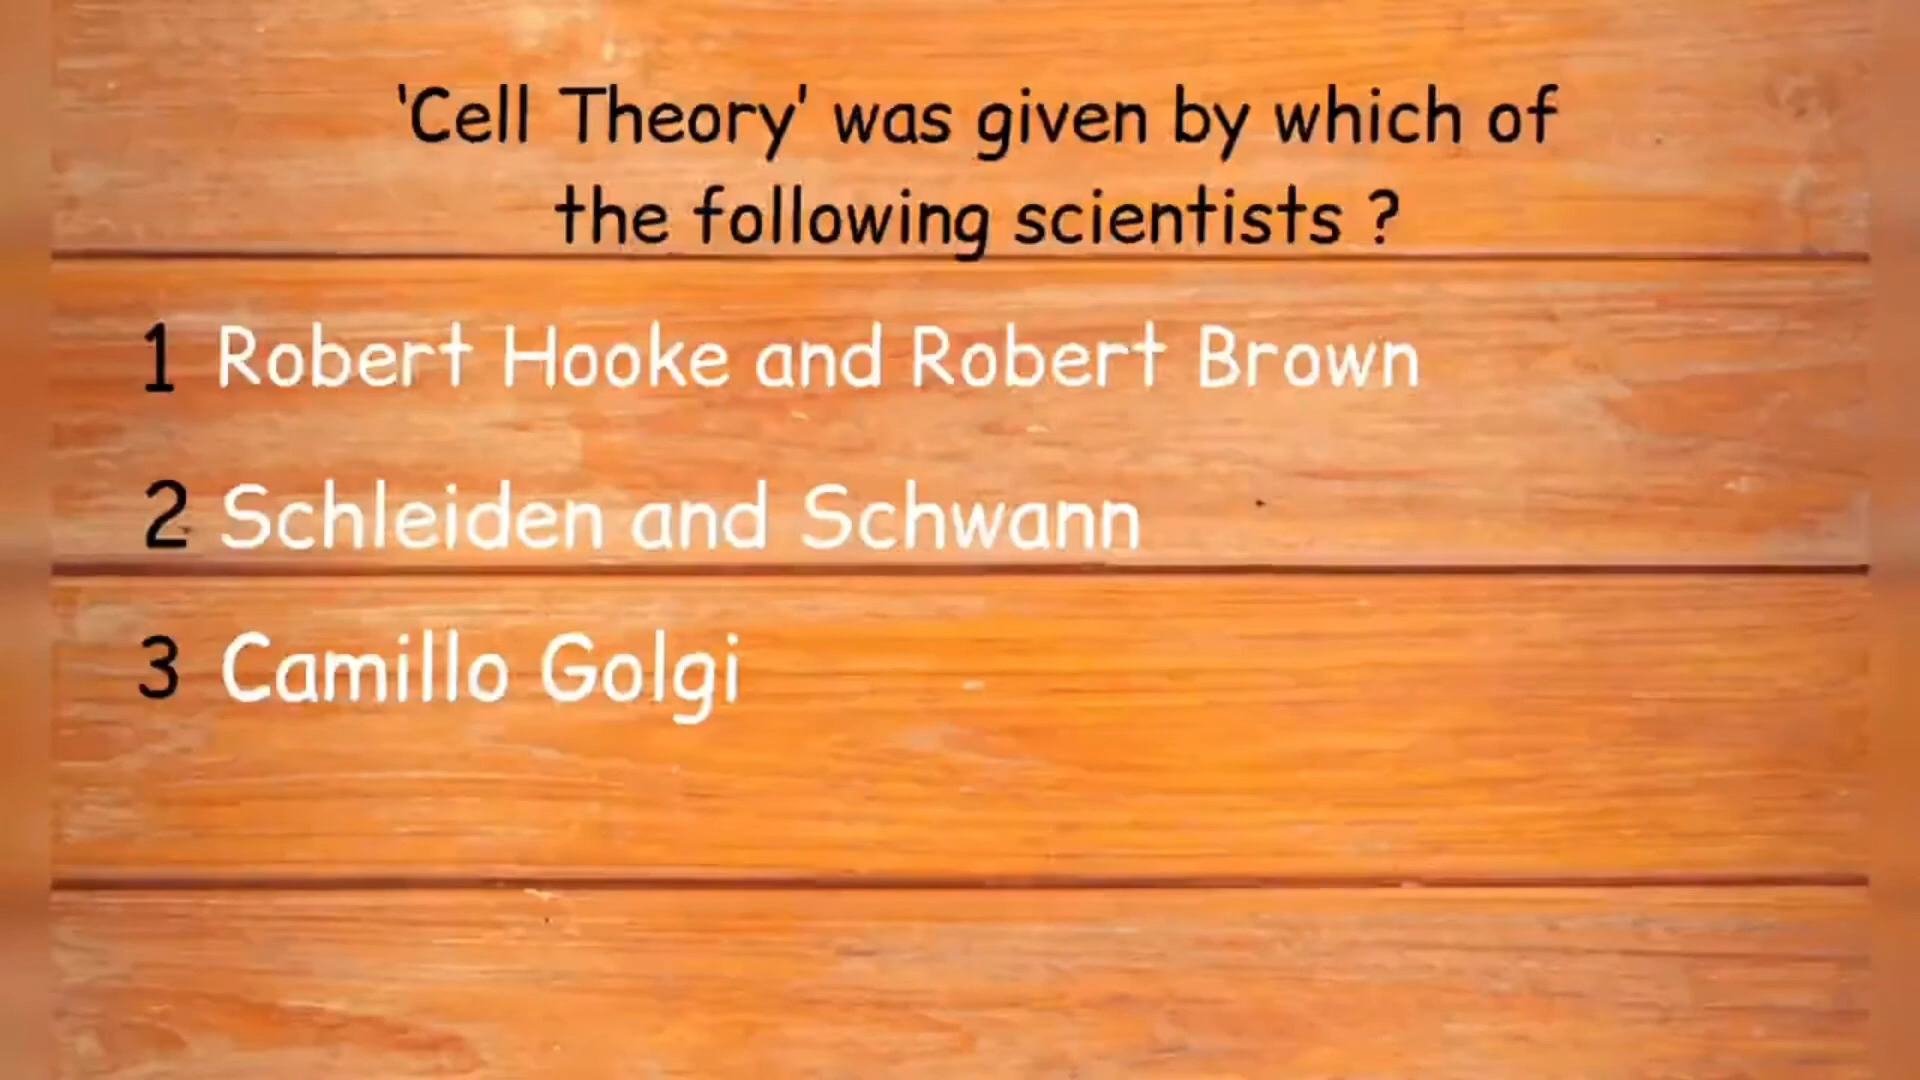 'Cell Theory' was given by which of
the following scientists ?
1 Robert Hooke and Robert Brown
2 Schleiden and Schwann
3 Camillo Golgi